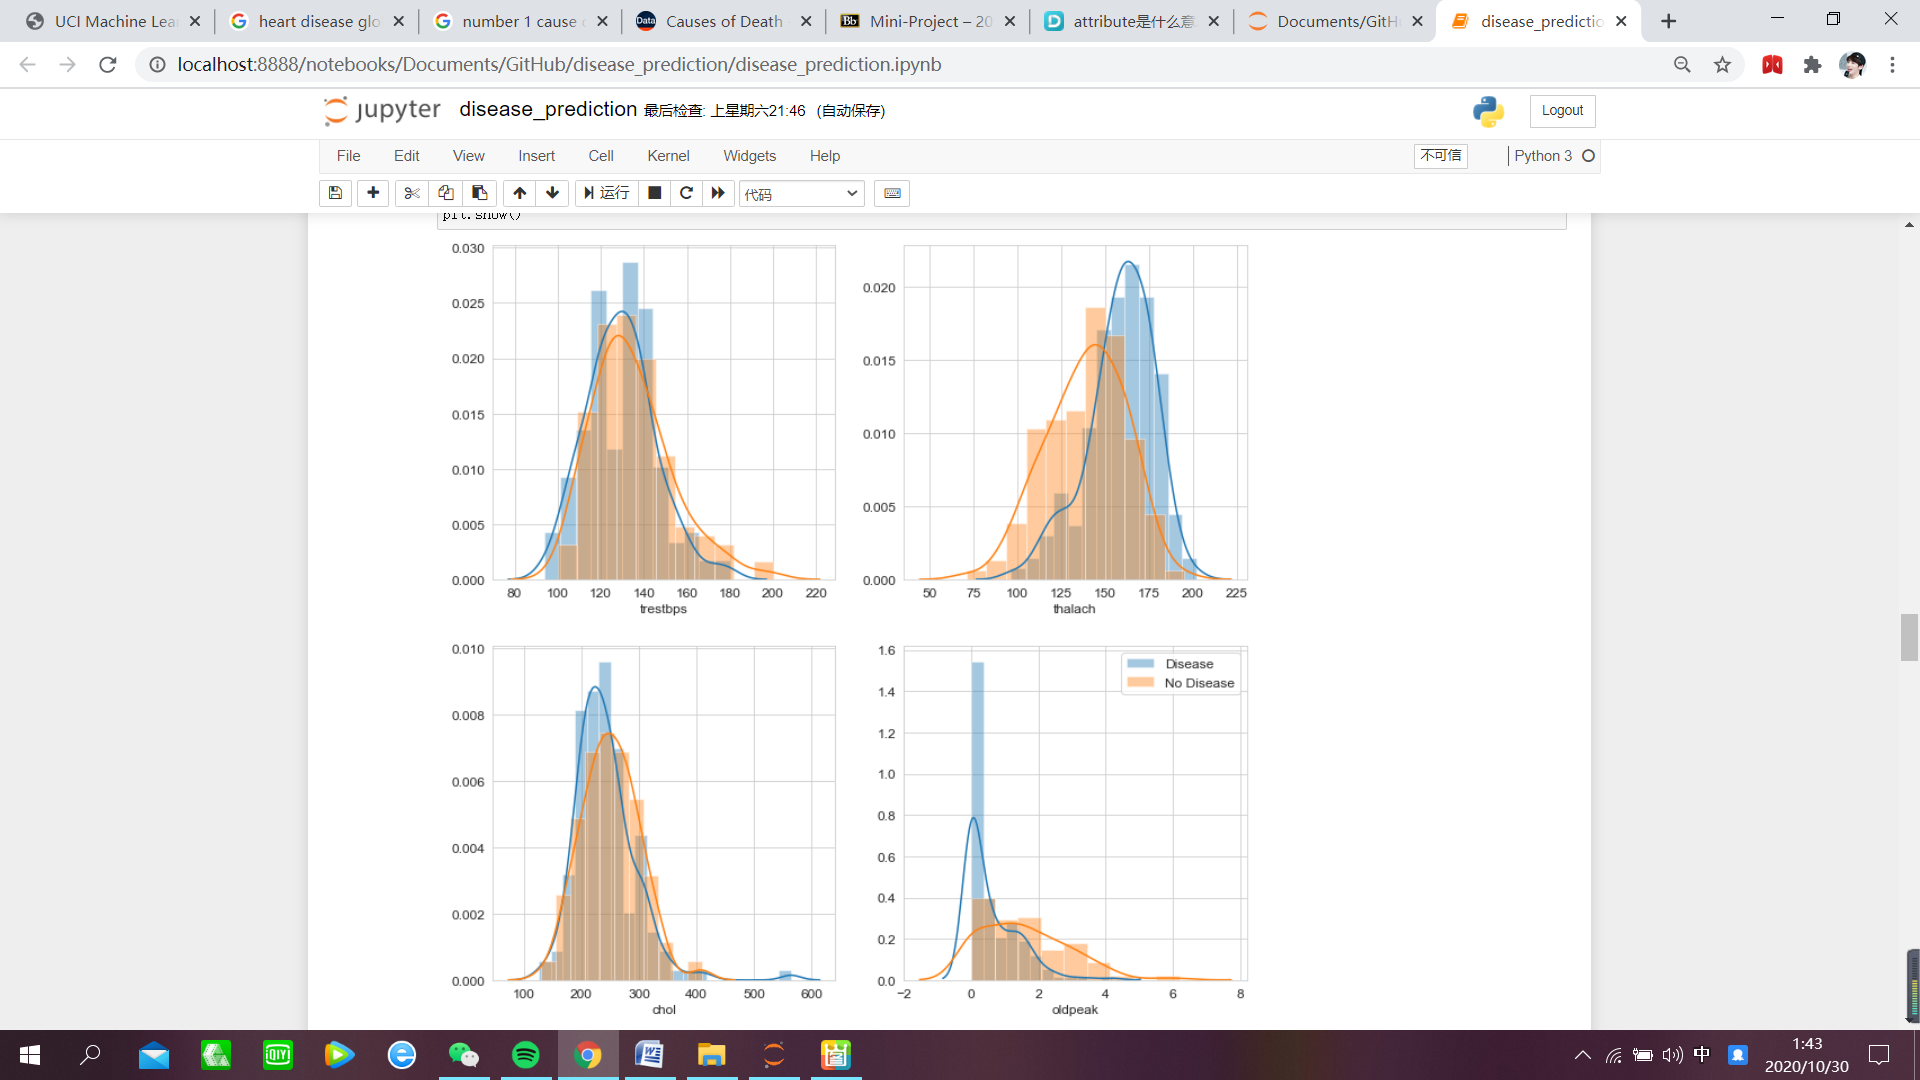 UCI Machine Lea
heart disease glo
number 1 cause o
Data
Causes of Death
Bb
Mini-Project – 20
attribute是什么意
Documents/GitH
disease_predictio
localhost:8888/notebooks/Documents/GitHub/disease_prediction/disease_prediction.ipynb
jupyter
disease_prediction 最后检查: 上星期六21:46 (自动保存)
Logout
File Edit View Insert Cell Kernel Widgets Help
不可信
Python 3
运行
代码
plt.show()
0.030
0.025
0.020
0.015
0.010
0.005
0.000
80 100 120 140 160 180 200 220
trestbps
0.020
0.015
0.010
0.005
0.000
50 75 100 125 150 175 200 225
thalach
0.010
0.008
0.006
0.004
0.002
0.000
100 200 300 400 500 600
chol
1.6
1.4
1.2
1.0
0.8
0.6
0.4
0.2
0.0
Disease
No Disease
−2 0 2 4 6 8
oldpeak
iQIYI
W
中
1:43
2020/10/30